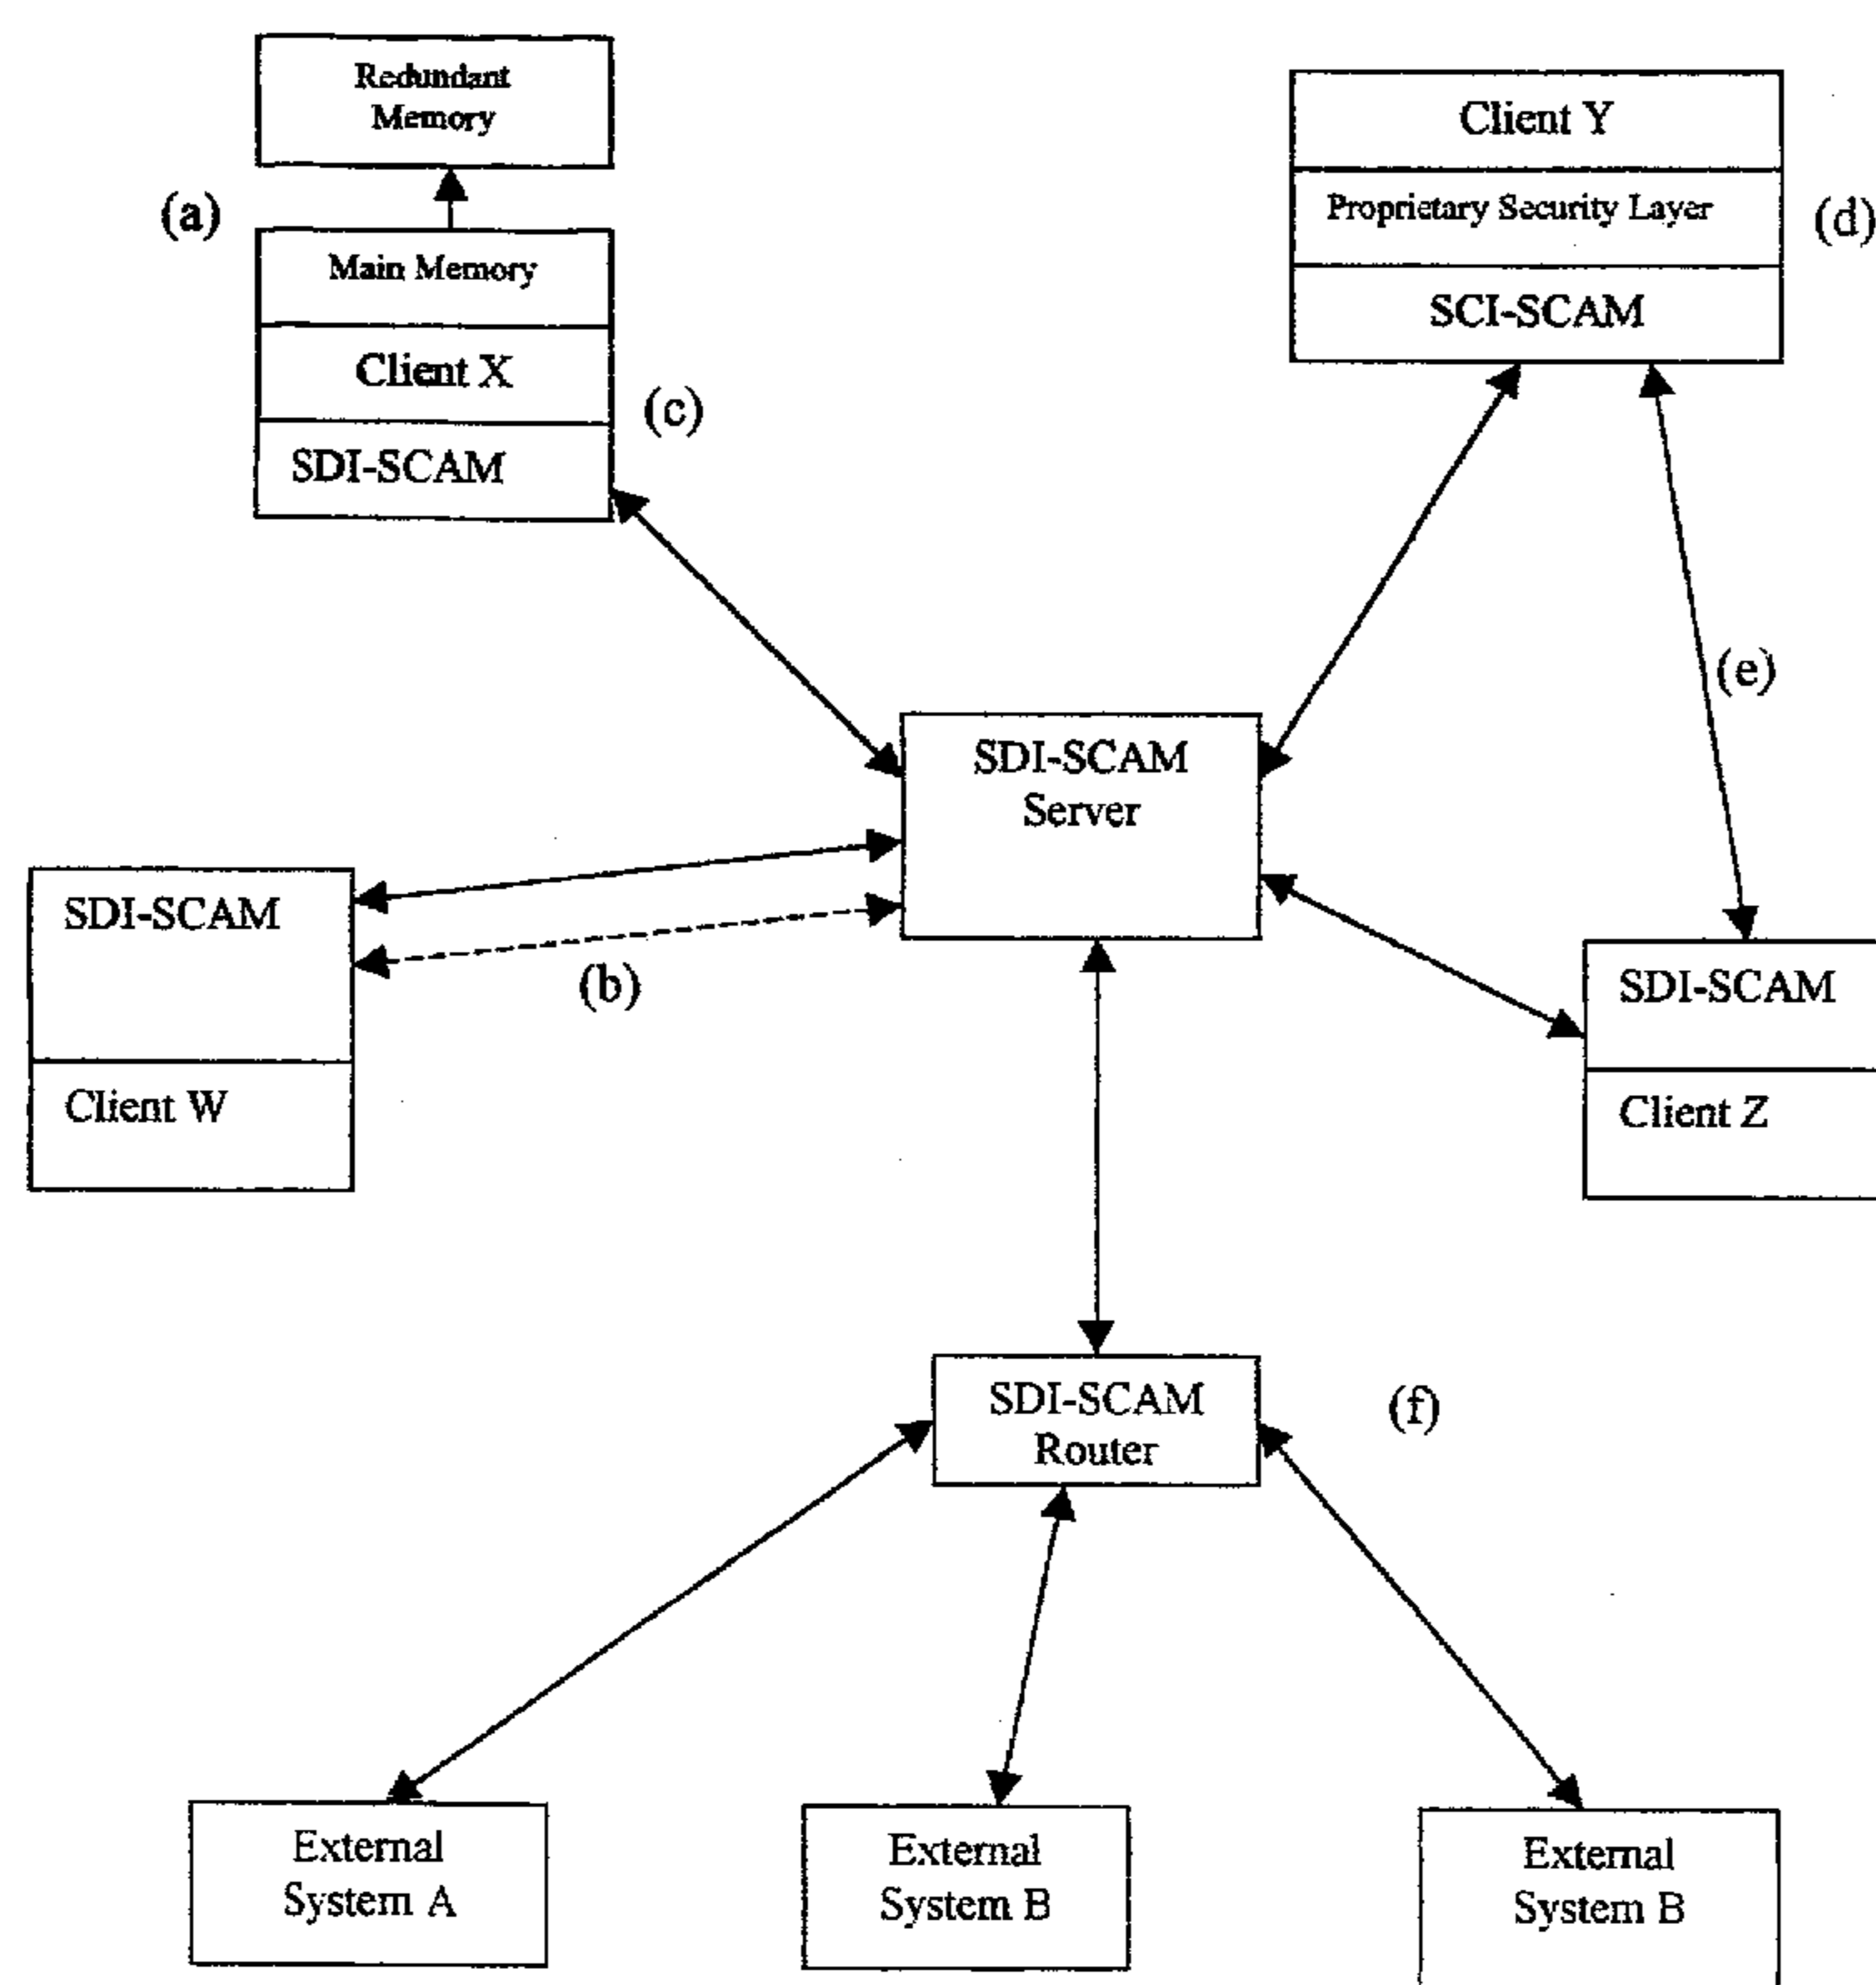 Redundant
Memory
(a)
Main Memory
Client X
SDI-SCAM
(c)
Client Y
Proprietary Security Layer
SCI-SCAM
(d)
(e)
SDI-SCAM
Server
SDI-SCAM
Client W
(b)
SDI-SCAM
Client Z
SDI-SCAM
Router
(f)
External
System A
External
System B
External
System B